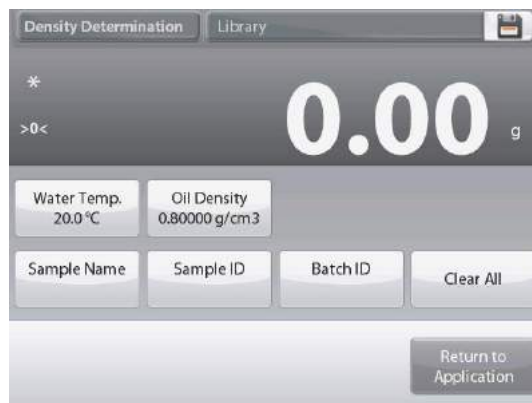 Density Determination Library
*
>0<
0.00 g
Water Temp. Oil Density
20.0 °C 0.80000 g/cm3
Sample Name Sample ID Batch ID Clear All
Return to
Application